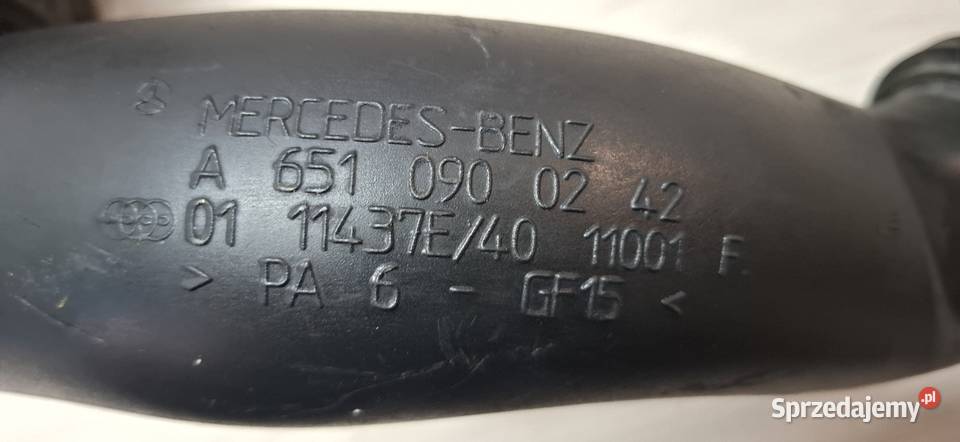 MERCEDES-BENZ
A 651 090 02 42
01 11437E/40 11001 F.
> PA 6 - GF15 <
Sprzedajemy.pl